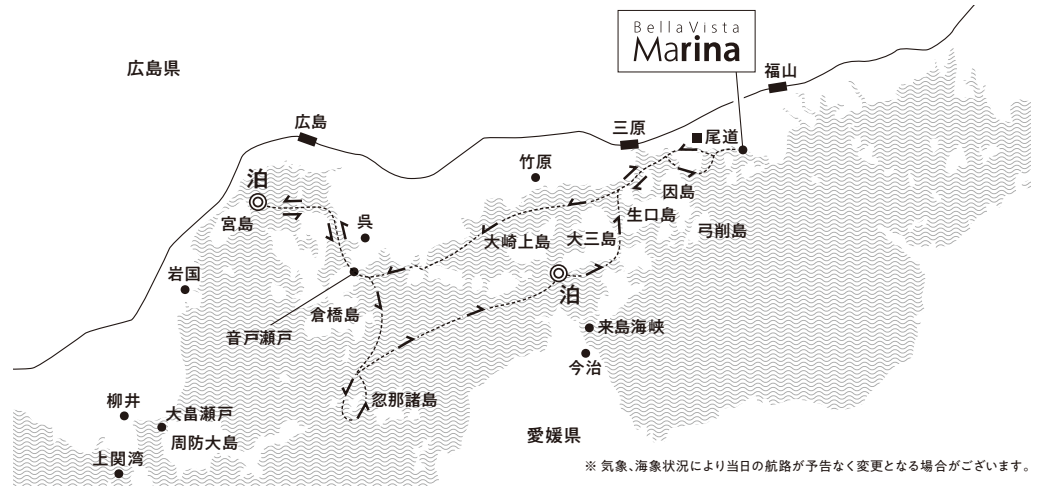 BellaVista
Marina
広島県
福山
広島
三原
尾道
竹原
泊
因島
宮島
呉
生口島
弓削島
大崎上島
大三島
岩国
泊
倉橋島
音戸瀬戸
来島海峡
今治
忽那諸島
柳井
大畠瀬戸
周防大島
愛媛県
上関湾
※ 気象、海象状況により当日の航路が予告なく変更となる場合がございます。